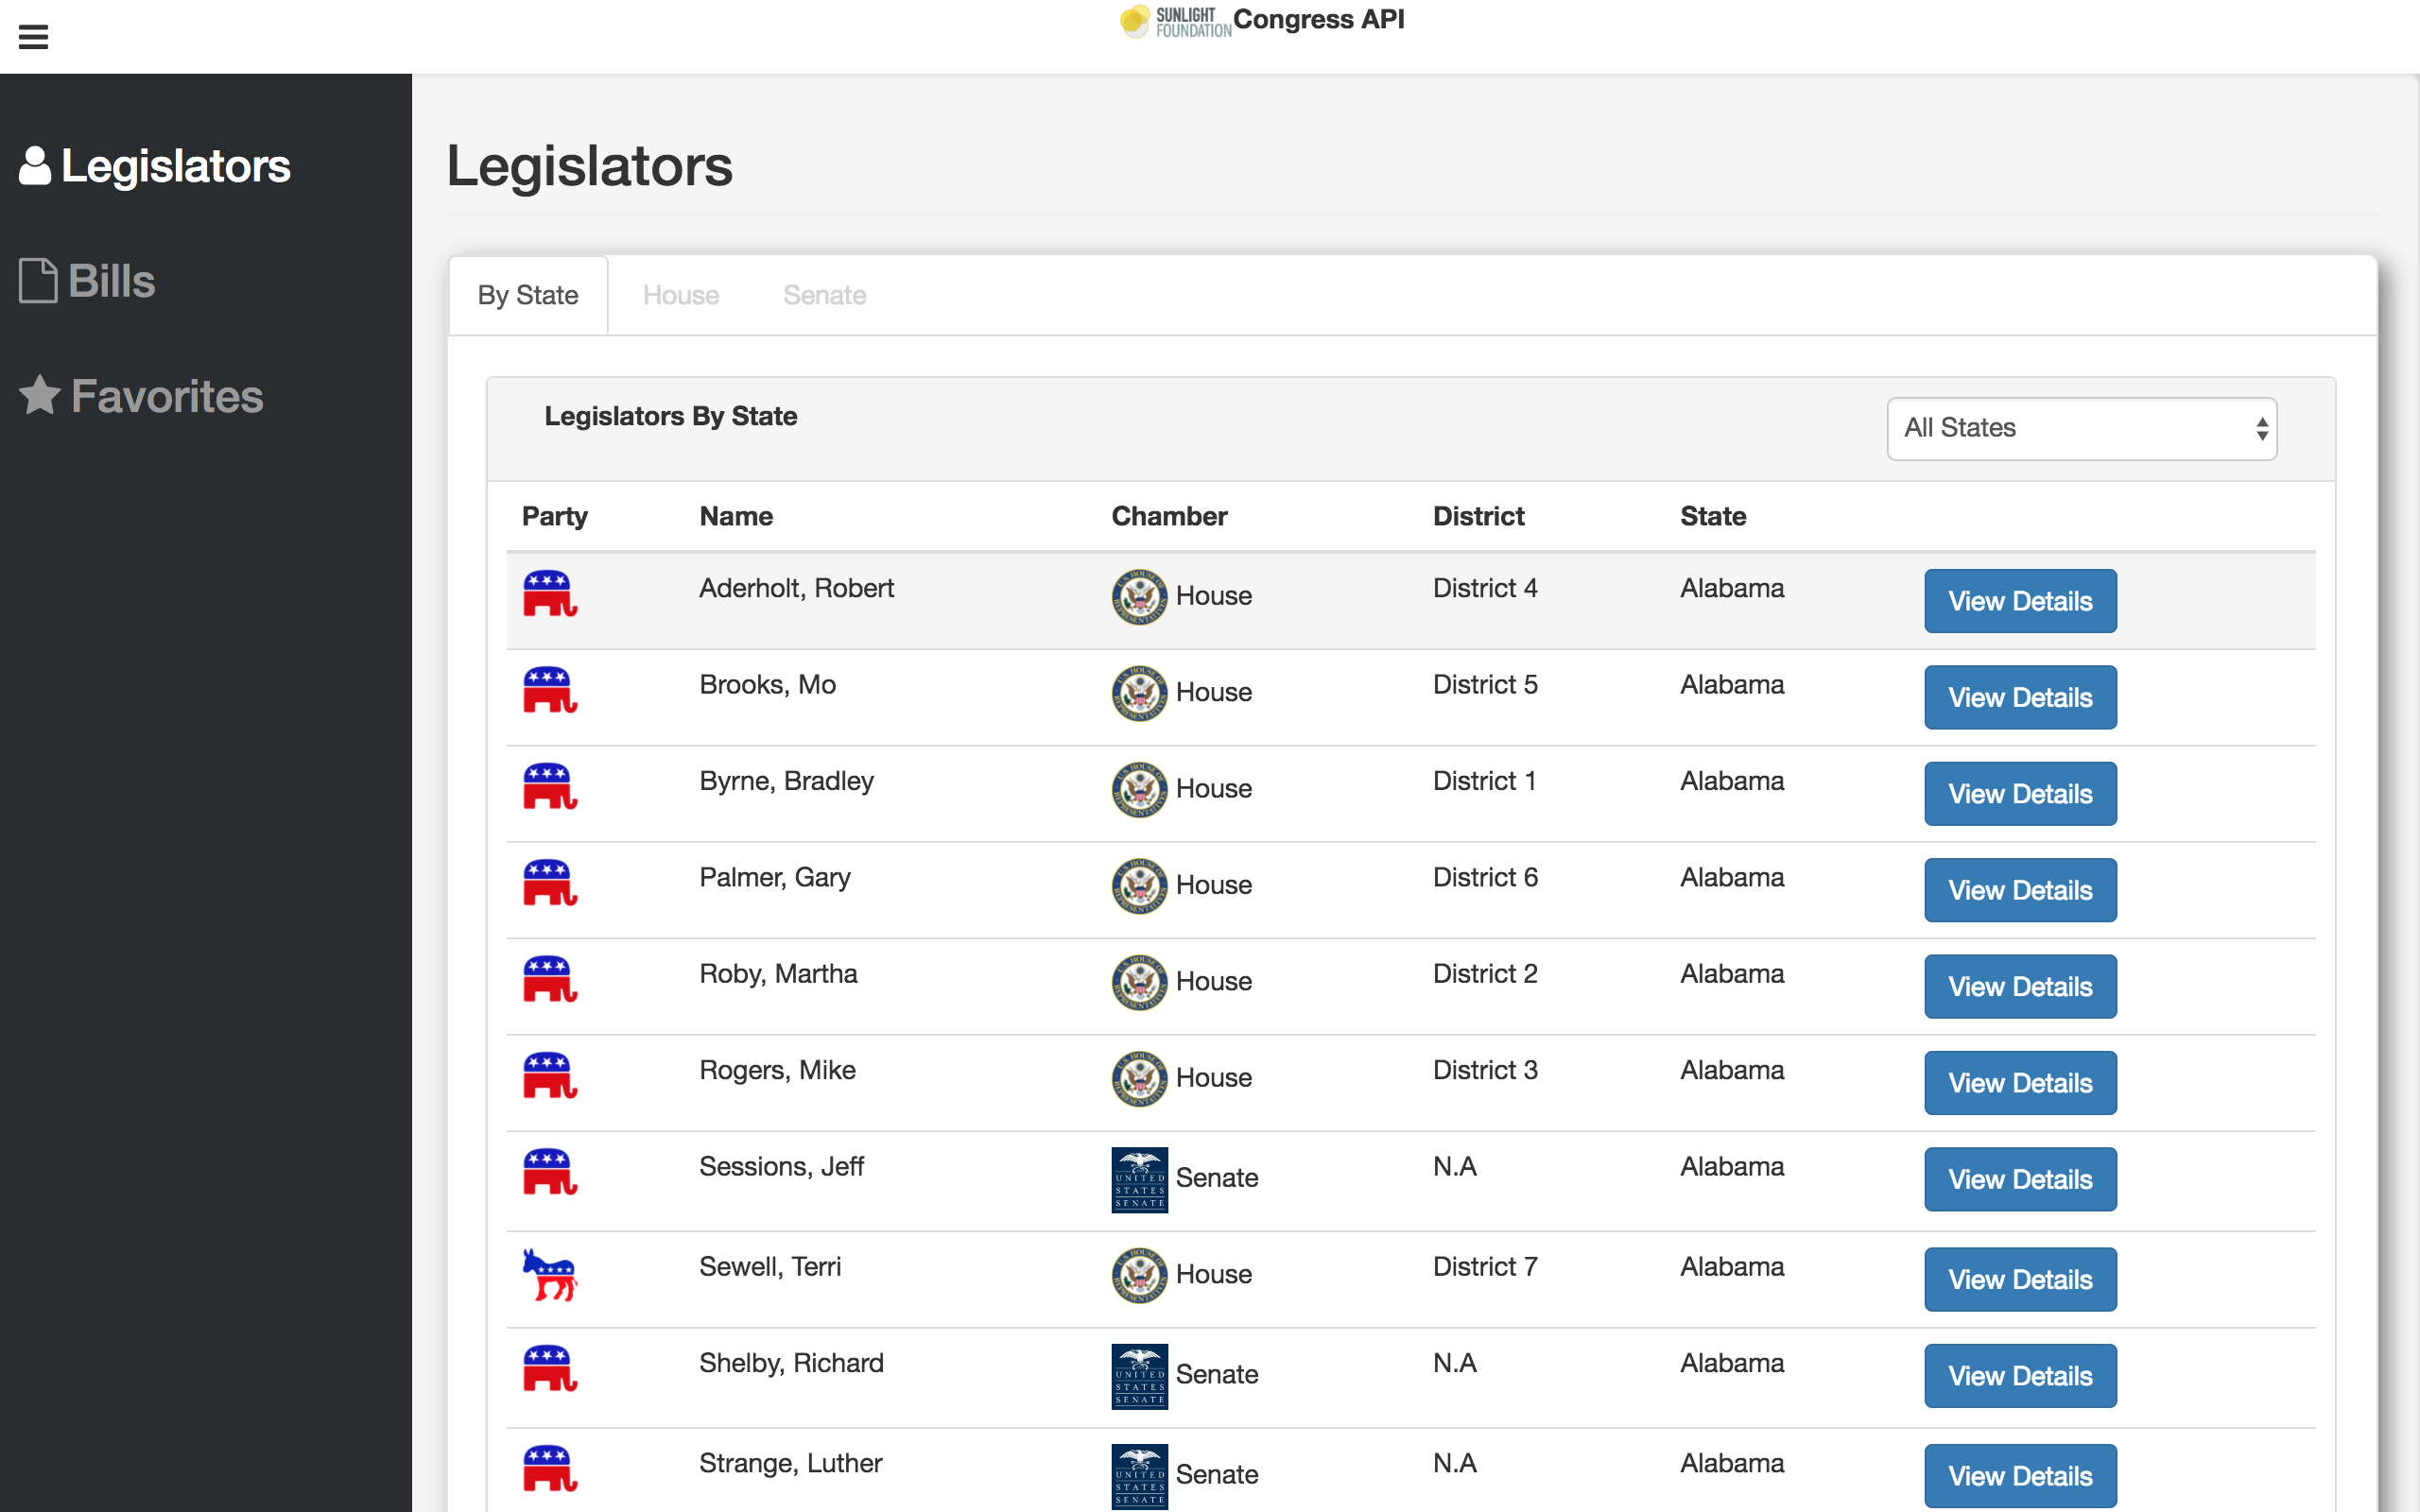 SUNLIGHT
FOUNDATION Congress API
Legislators
Bills
Favorites
Legislators
By State House Senate
Legislators By State All States
Party Name Chamber District State
Aderholt, Robert House District 4 Alabama View Details
Brooks, Mo House District 5 Alabama View Details
Byrne, Bradley House District 1 Alabama View Details
Palmer, Gary House District 6 Alabama View Details
Roby, Martha House District 2 Alabama View Details
Rogers, Mike House District 3 Alabama View Details
Sessions, Jeff UNITED STATES SENATE Senate N.A Alabama View Details
Sewell, Terri House District 7 Alabama View Details
Shelby, Richard UNITED STATES SENATE Senate N.A Alabama View Details
Strange, Luther UNITED STATES SENATE Senate N.A Alabama View Details